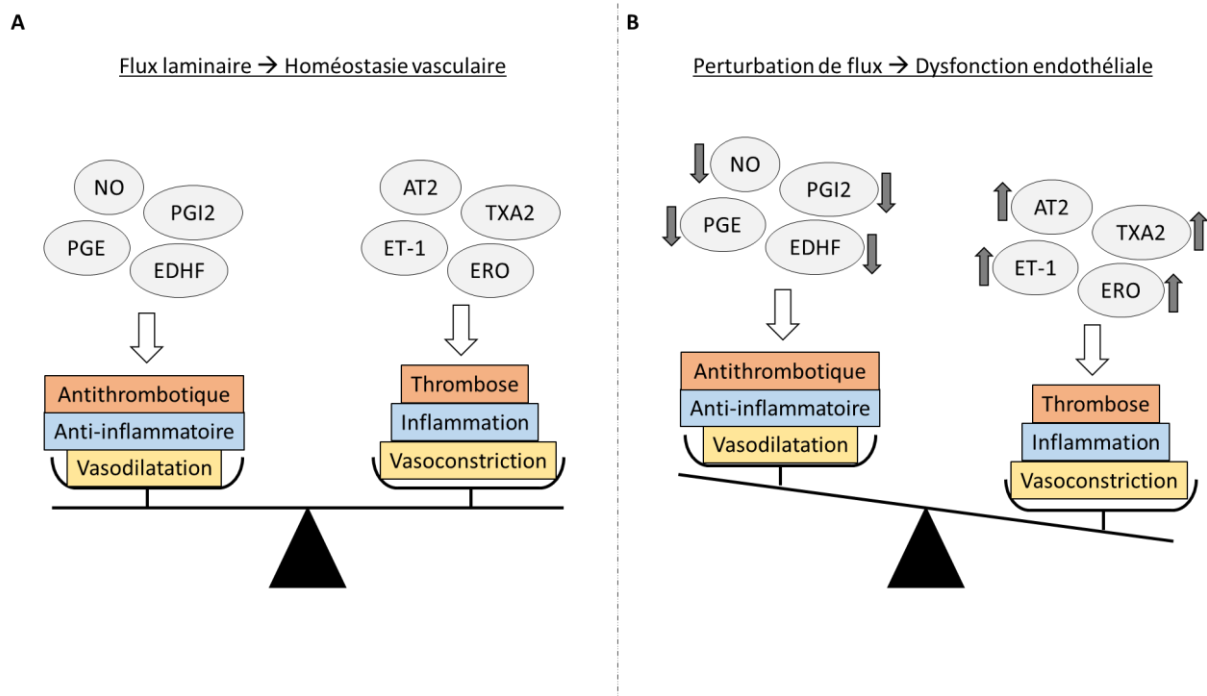 A
Flux laminaire → Homéostasie vasculaire
NO
PGI2
PGE
EDHF
AT2
TXA2
ET-1
ERO
Antithrombotique
Anti-inflammatoire
Vasodilatation
Thrombose
Inflammation
Vasoconstriction
B
Perturbation de flux → Dysfonction endothéliale
NO
PGI2
PGE
EDHF
AT2
TXA2
ET-1
ERO
Antithrombotique
Anti-inflammatoire
Vasodilatation
Thrombose
Inflammation
Vasoconstriction